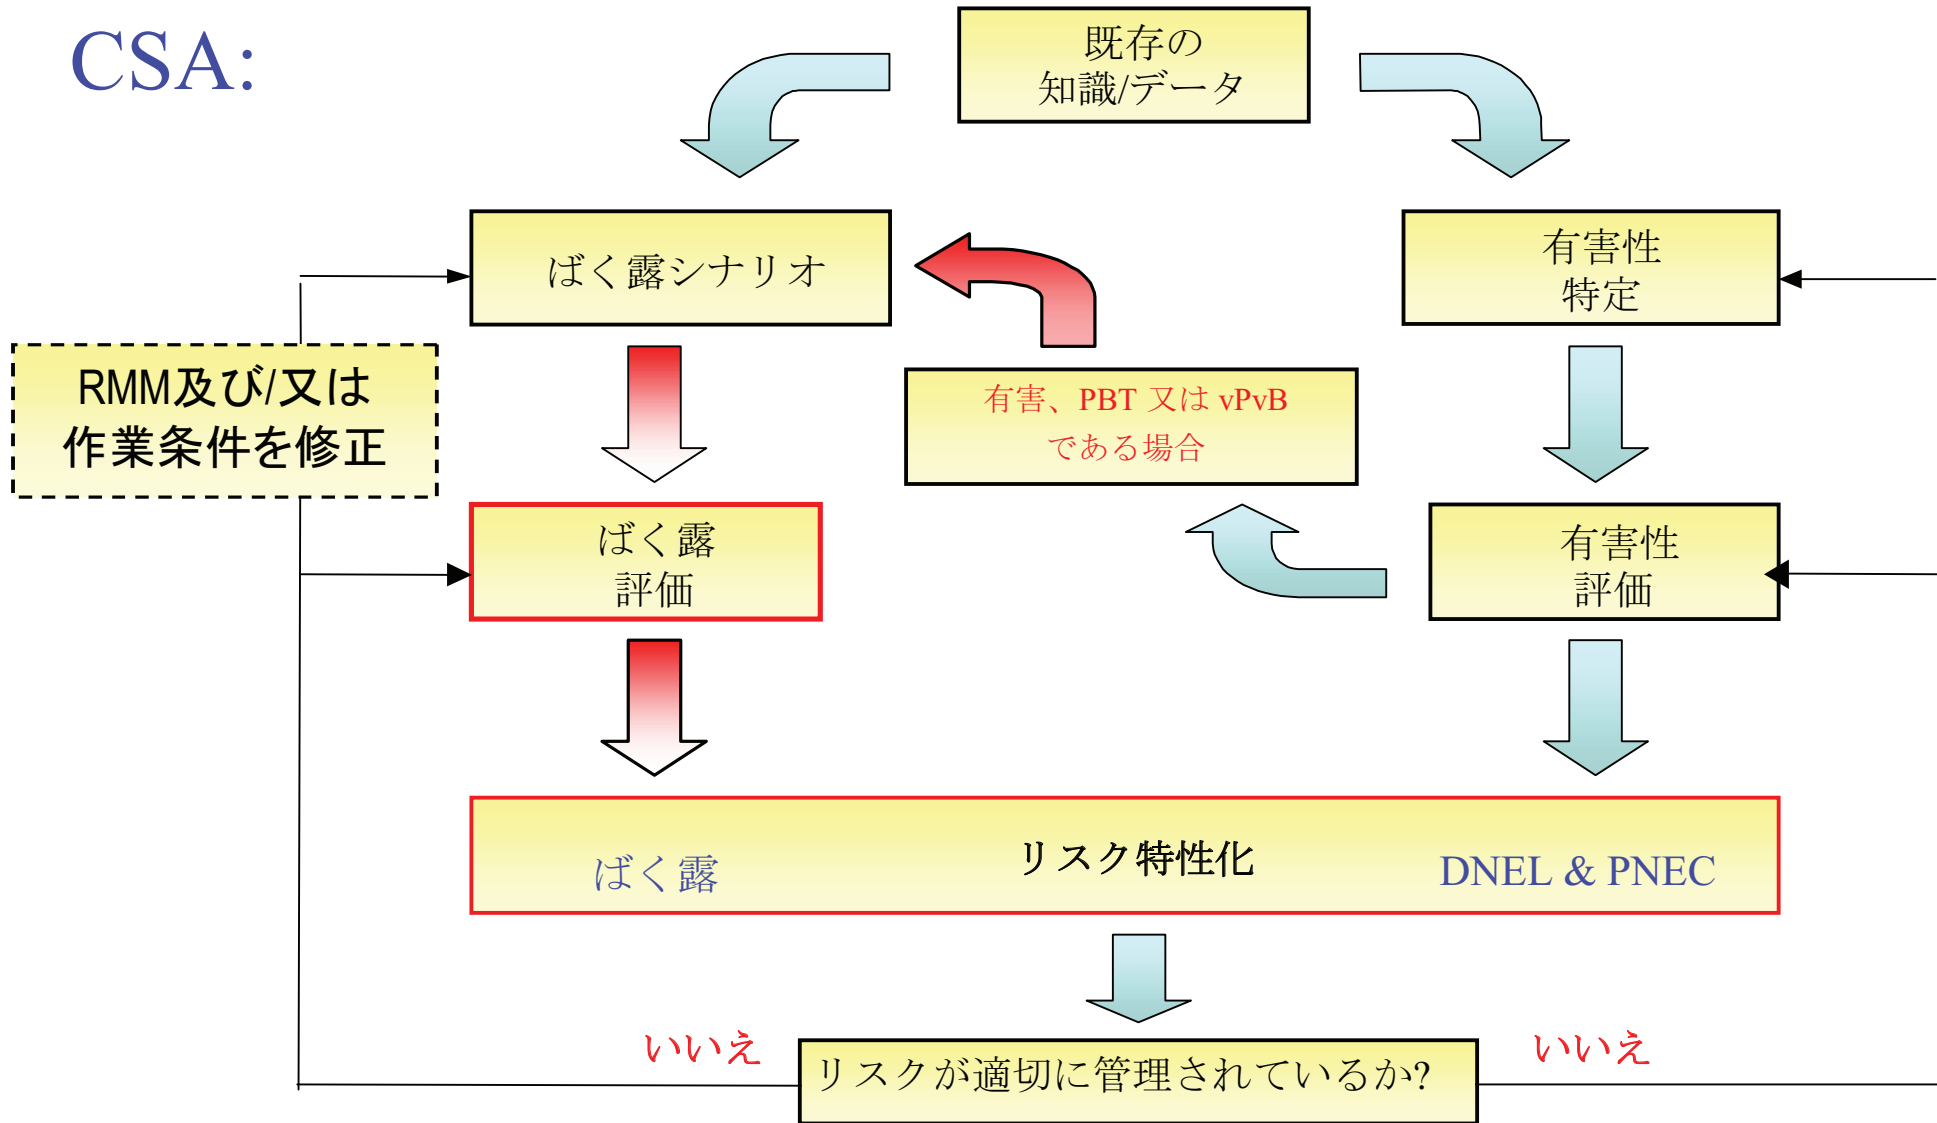 CSA:
既存の
知識/データ
ばく露シナリオ
有害性
特定
RMM及び/又は
作業条件を修正
有害、PBT 又は vPvB
である場合
ばく露
評価
有害性
評価
リスク特性化
ばく露
DNEL & PNEC
いいえ
いいえ
リスクが適切に管理されているか?